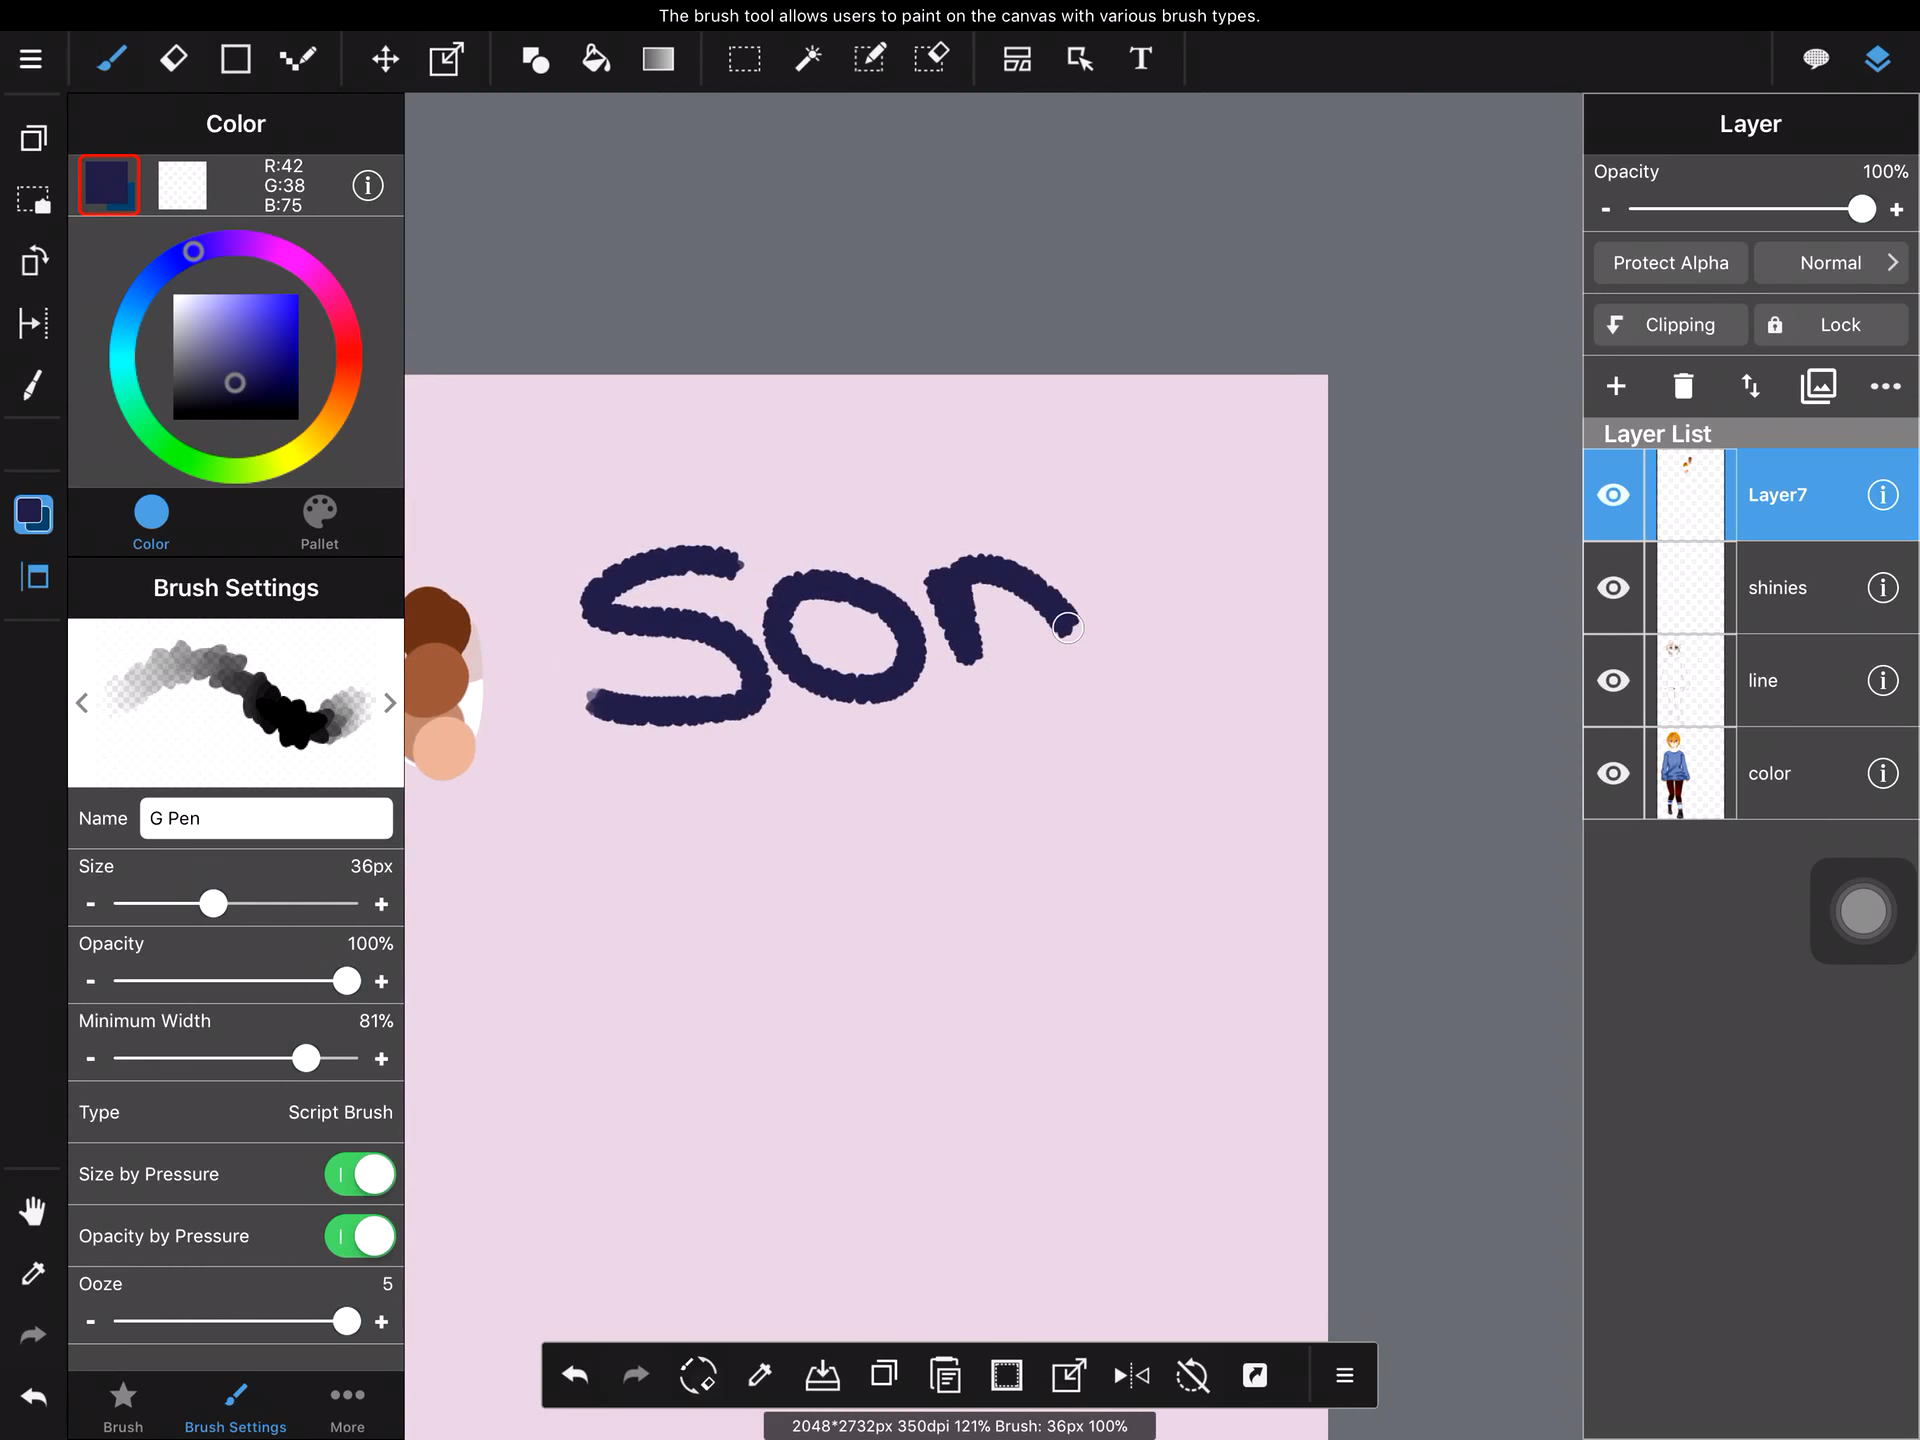 The brush tool allows users to paint on the canvas with various brush types.
T
Color
R:42
G:38
B:75
Color
Pallet
Brush Settings
Name
G Pen
Size
36px
- +
Opacity
100%
- +
Minimum Width
81%
- +
Type
Script Brush
Size by Pressure
Opacity by Pressure
Ooze
5
- +
Brush
Brush Settings
More
Son
2048*2732px 350dpi 121% Brush: 36px 100%
Layer
Opacity
100%
- +
Protect Alpha
Normal
Clipping
Lock
Layer List
Layer7
shinies
line
color